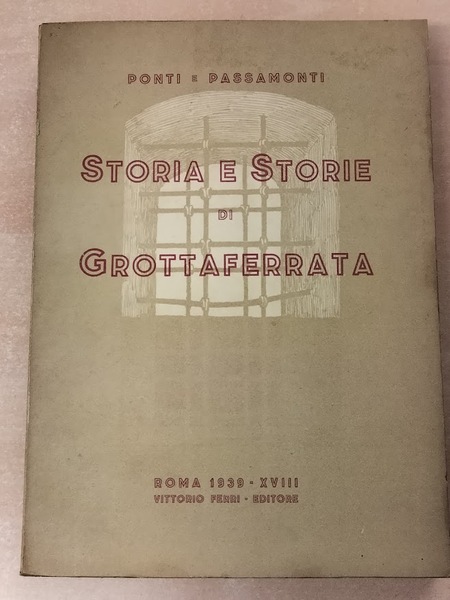 PONTI E PASSAMONTI
STORIA E STORIE
DI
GROTTAFERRATA
ROMA 1939 - XVIII
VITTORIO FERRI - EDITORE